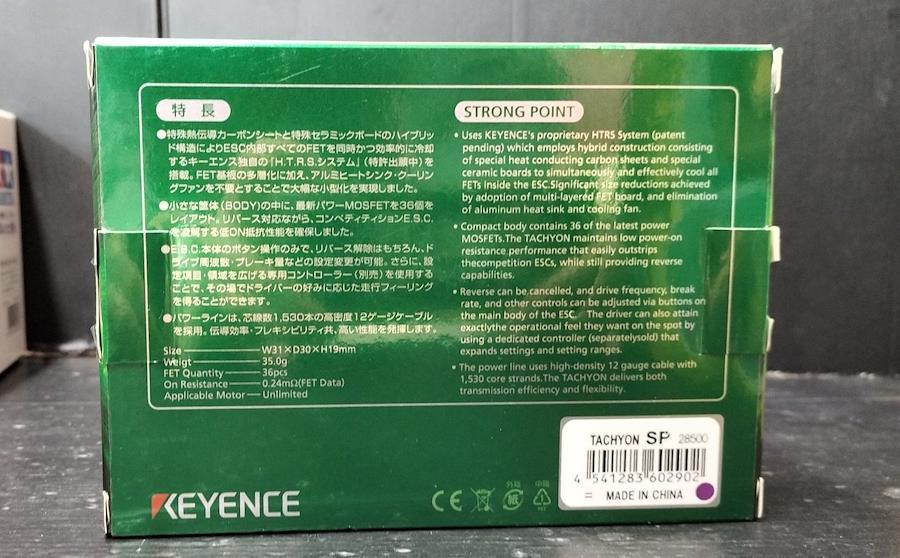 特長
●特殊熱伝導カーボンシートと特殊セラミックボードのハイブリッ
ド構造によりESC内部すべてのFETを同時かつ効率的に冷却
するキーエンス独自の「H.T.R.S.システム」（特許出願中）を
搭載。FET基板の多層化に加え、アルミヒートシンク・クーリン
グファンを不要とすることで大幅な小型化を実現しました。
●小さな筐体（BODY）の中に、最新パワーMOSFETを36個を
レイアウト。リバース対応ながら、コンペティティションE.S.C.
を凌駕する低ON抵抗性能を確保しました。
●E.S.C.本体のボタン操作のみで、リバース解除はもちろん、ド
ライブ周波数・ブレーキ量などの設定変更が可能。さらに、設
定項目・領域を広げる専用コントローラー（別売）を使用する
ことで、その場でドライバーの好みに応じた走行フィーリング
を得ることができます。
●パワーラインは、芯線数1,530本の高密度12ゲージケーブル
を採用。伝導効率・フレキシビリティ共、高い性能を発揮します。
Size W31×D30×H19mm
Weigt 35.0g
FET Quantity 36pcs
On Resistance 0.24mΩ(FET Data)
Applicable Motor Unlimited
STRONG POINT
• Uses KEYENCE's proprietary HTRS System (patent
pending) which employs hybrid construction consisting
of special heat conducting carbon sheets and special
ceramic boards to simultaneously and effectively cool all
FETs inside the ESC.Significant size reductions achieved
by adoption of multi-layered FET board, and elimination
of aluminum heat sink and cooling fan.
• Compact body contains 36 of the latest power
MOSFETs.The TACHYON maintains low power-on
resistance performance that easily outstrips
thecompetition ESCs, while still providing reverse
capabilities.
• Reverse can be cancelled, and drive frequency, break
rate, and other controls can be adjusted via buttons on
the main body of the ESC. The driver can also attain
exactlythe operational feel they want on the spot by
using a dedicated controller (separatelysold) that
expands settings and setting ranges.
• The power line uses high-density 12 gauge cable with
1,530 core strands.The TACHYON delivers both
transmission efficiency and flexibility.
TACHYON SP 28500
4 541283 602902
= MADE IN CHINA
KEYENCE
CE
外箱
紙
中箱
PET